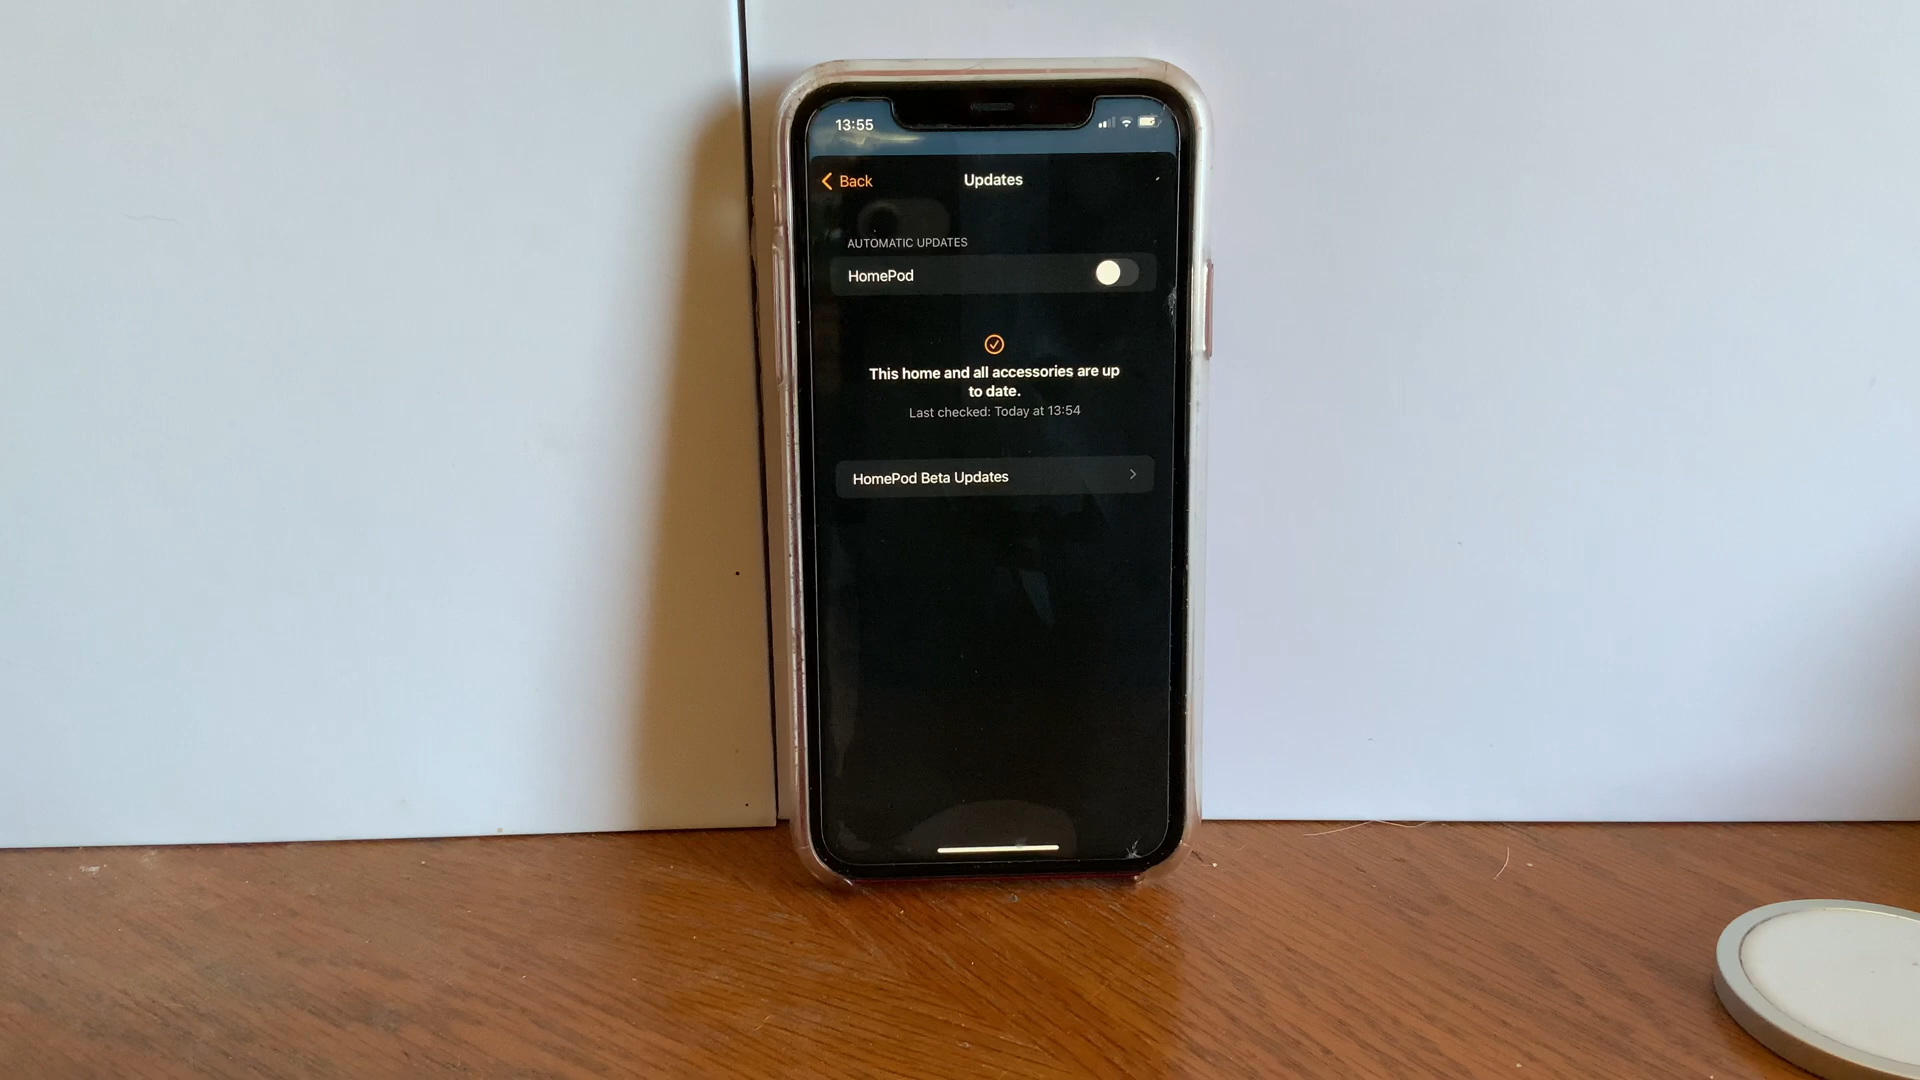 13:55
Back
Updates
AUTOMATIC UPDATES
HomePod
This home and all accessories are up
to date.
Last checked: Today at 13:54
HomePod Beta Updates